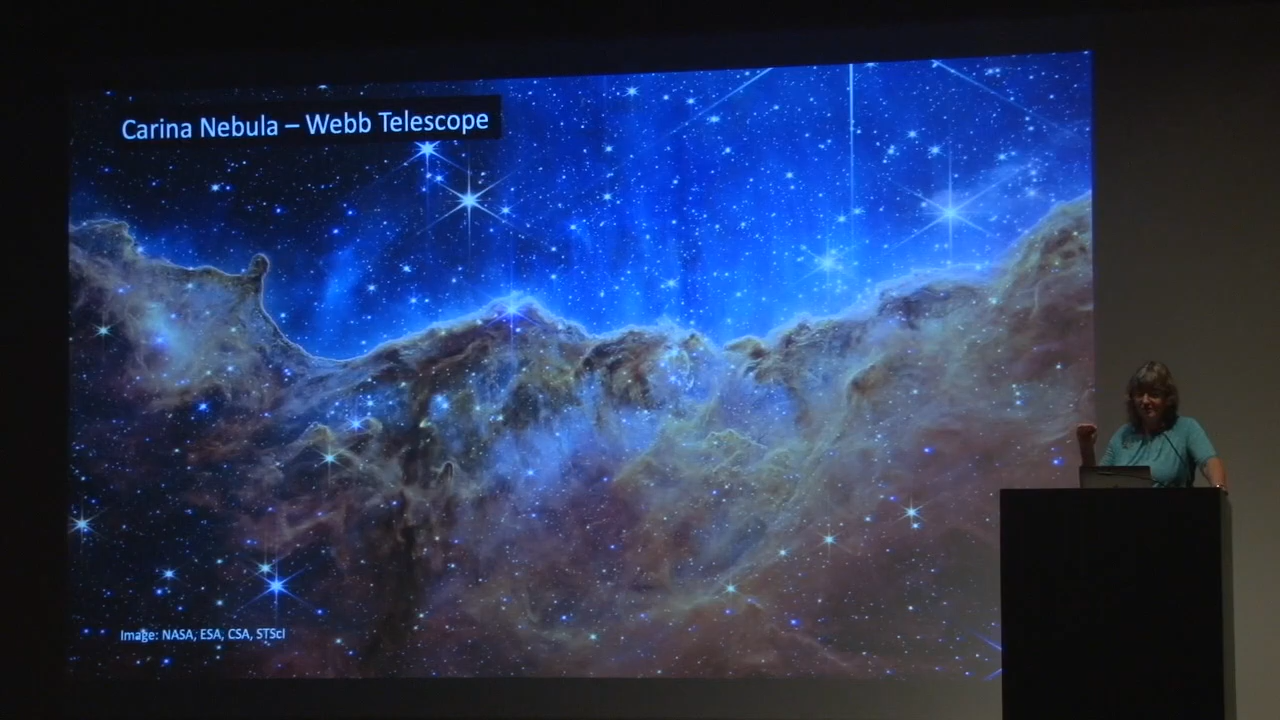 Carina Nebula – Webb Telescope
Image: NASA, ESA, CSA, STScI